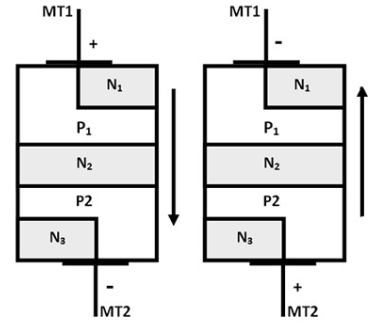 MT1
+
N1
P1
N2
P2
N3
-
MT2
MT1
-
N1
P1
N2
P2
N3
+
MT2